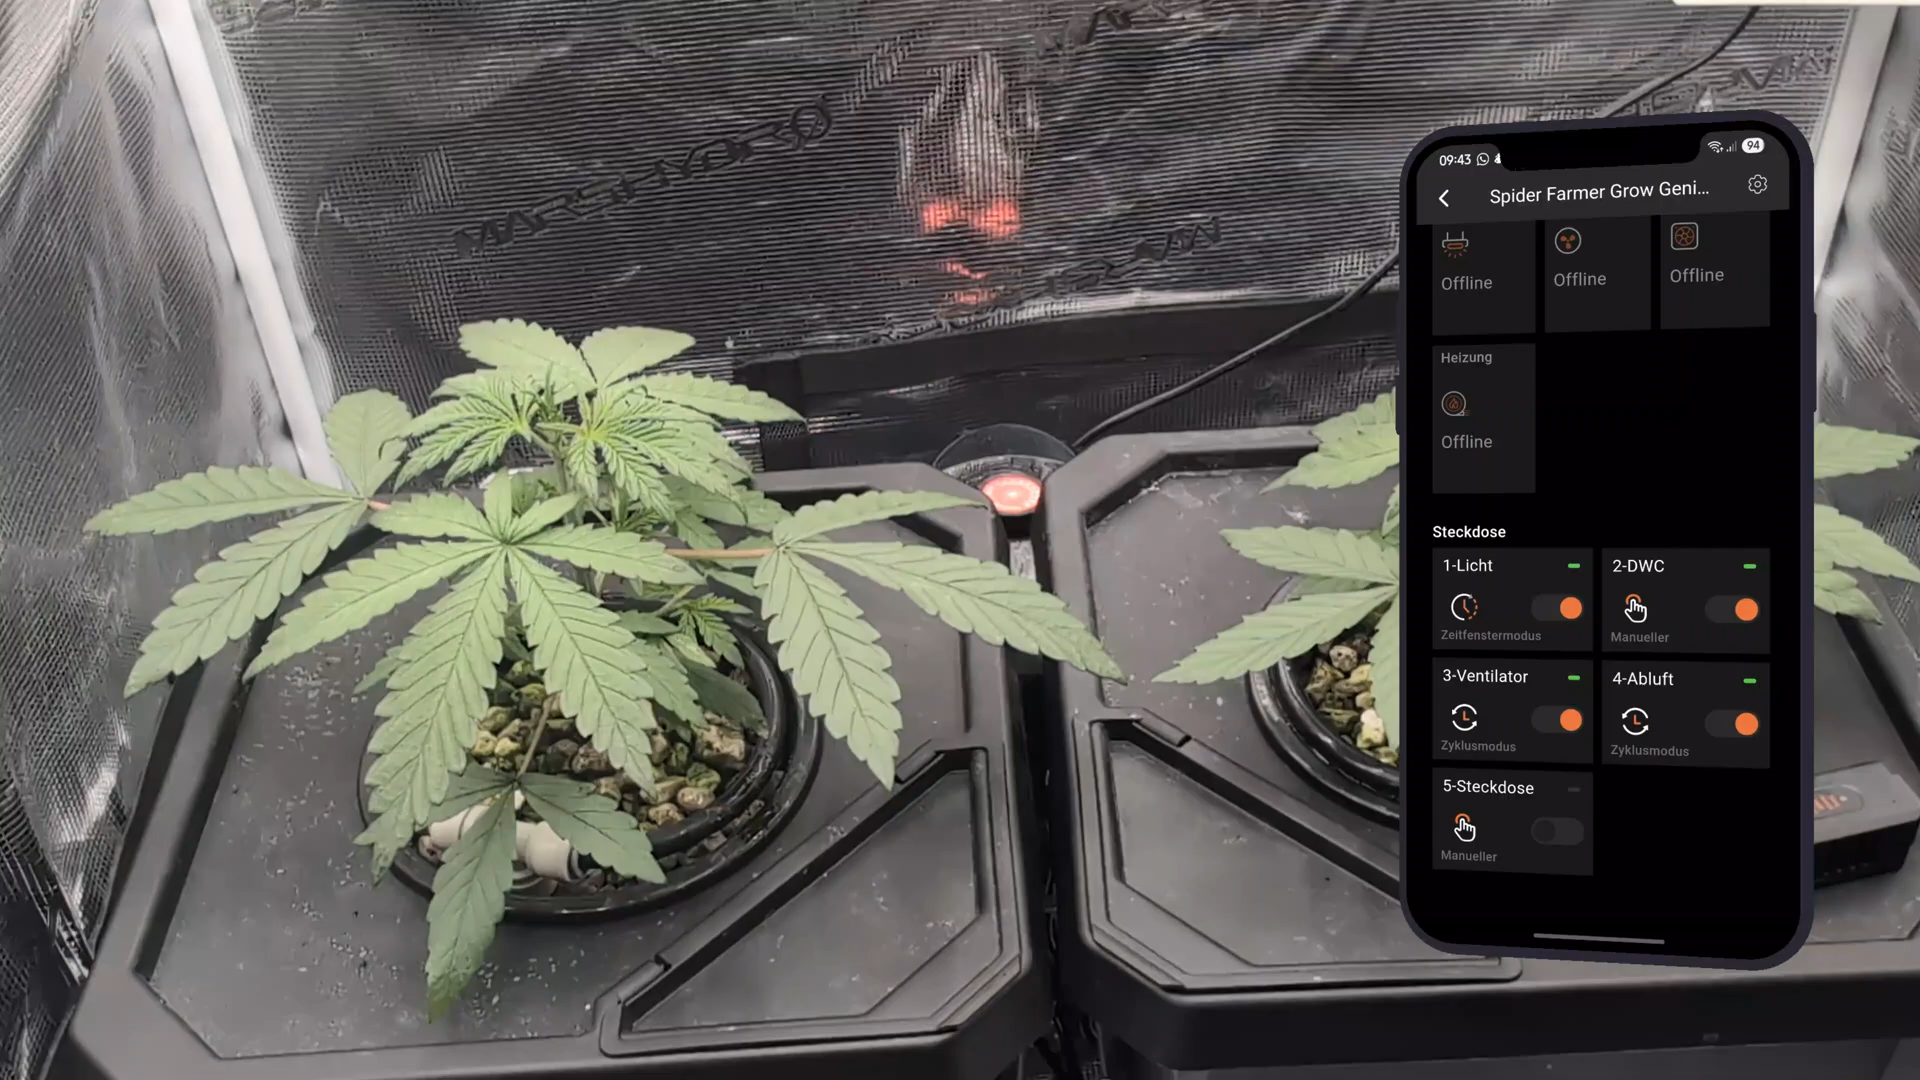 MARSHYDRO
09:43
94
Spider Farmer Grow Geni...
Offline
Offline
Offline
Heizung
Offline
Steckdose
1-Licht
2-DWC
Zeitfenstermodus
Manueller
3-Ventilator
4-Abluft
Zyklusmodus
Zyklusmodus
5-Steckdose
Manueller